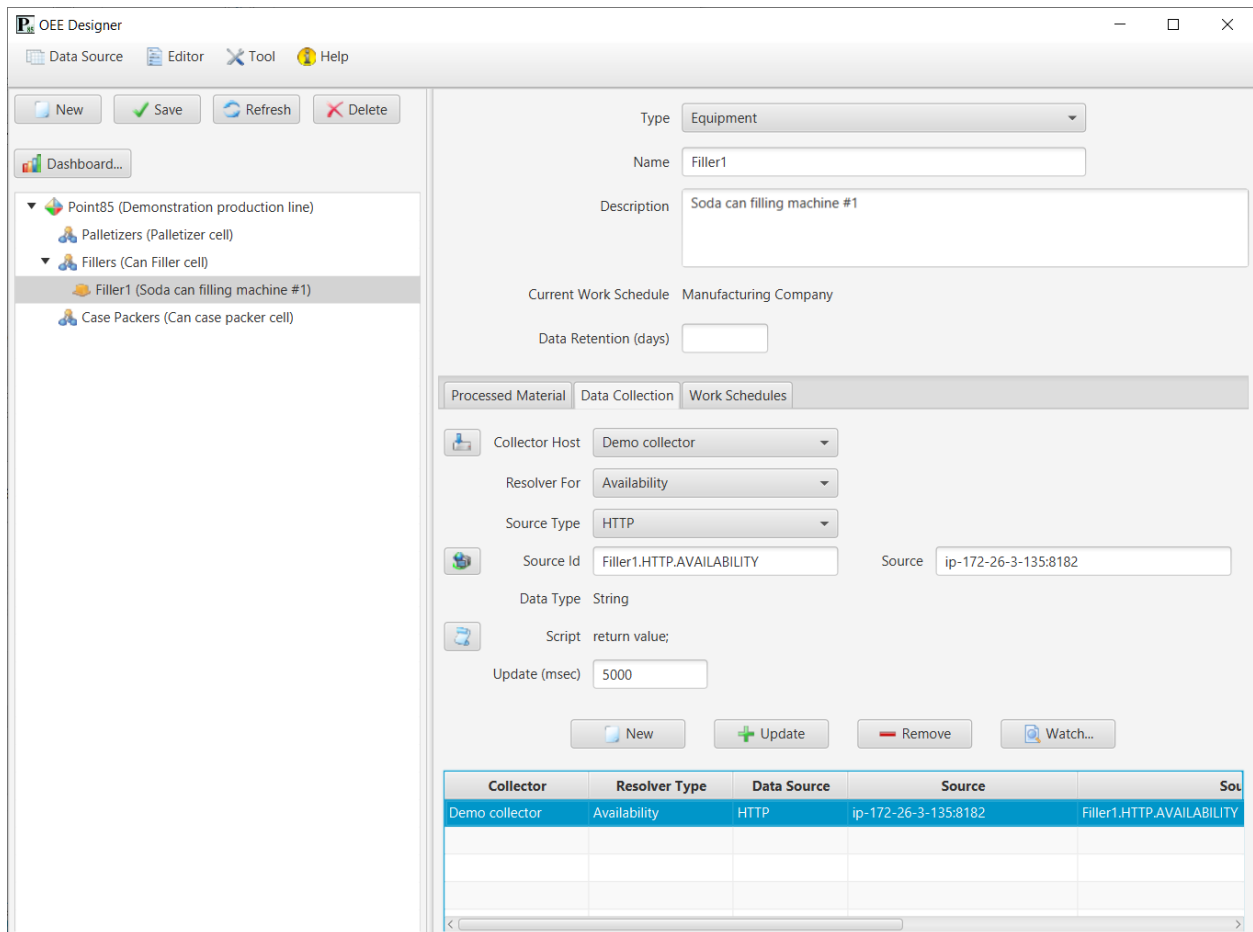 OEE Designer
Data Source Editor Tool Help
New Save Refresh Delete
Dashboard...
Point85 (Demonstration production line)
Palletizers (Palletizer cell)
Fillers (Can Filler cell)
Filler1 (Soda can filling machine #1)
Case Packers (Can case packer cell)
Type Equipment
Name Filler1
Description Soda can filling machine #1
Current Work Schedule Manufacturing Company
Data Retention (days)
Processed Material Data Collection Work Schedules
Collector Host Demo collector
Resolver For Availability
Source Type HTTP
Source Id Filler1.HTTP.AVAILABILITY Source ip-172-26-3-135:8182
Data Type String
Script return value;
Update (msec) 5000
New Update Remove Watch...
Collector Resolver Type Data Source Source Sou
Demo collector Availability HTTP ip-172-26-3-135:8182 Filler1.HTTP.AVAILABILITY